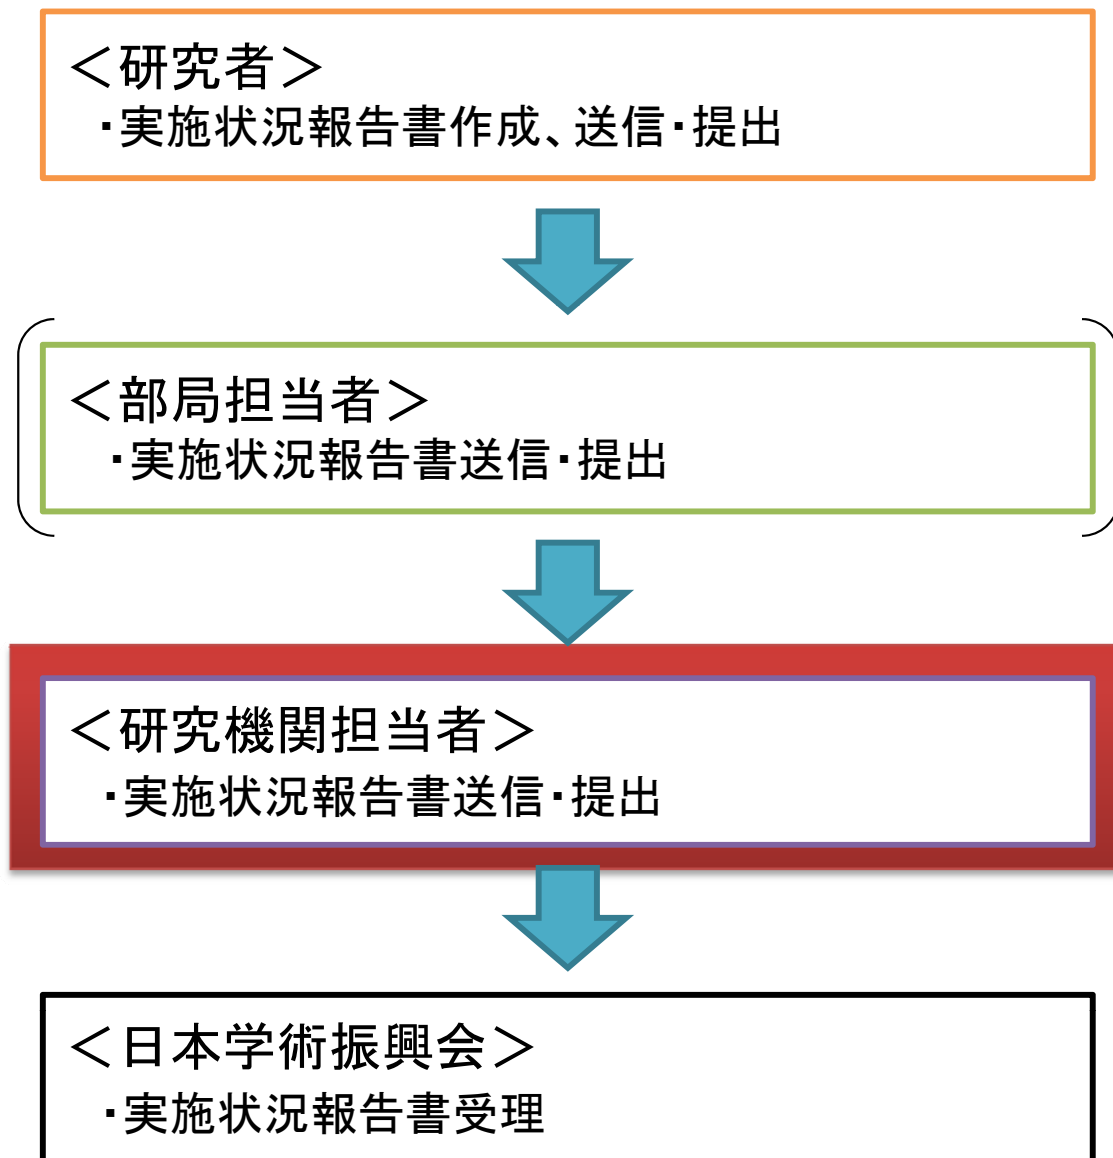 ＜研究者＞
・実施状況報告書作成、送信・提出
＜部局担当者＞
・実施状況報告書送信・提出
＜研究機関担当者＞
・実施状況報告書送信・提出
＜日本学術振興会＞
・実施状況報告書受理